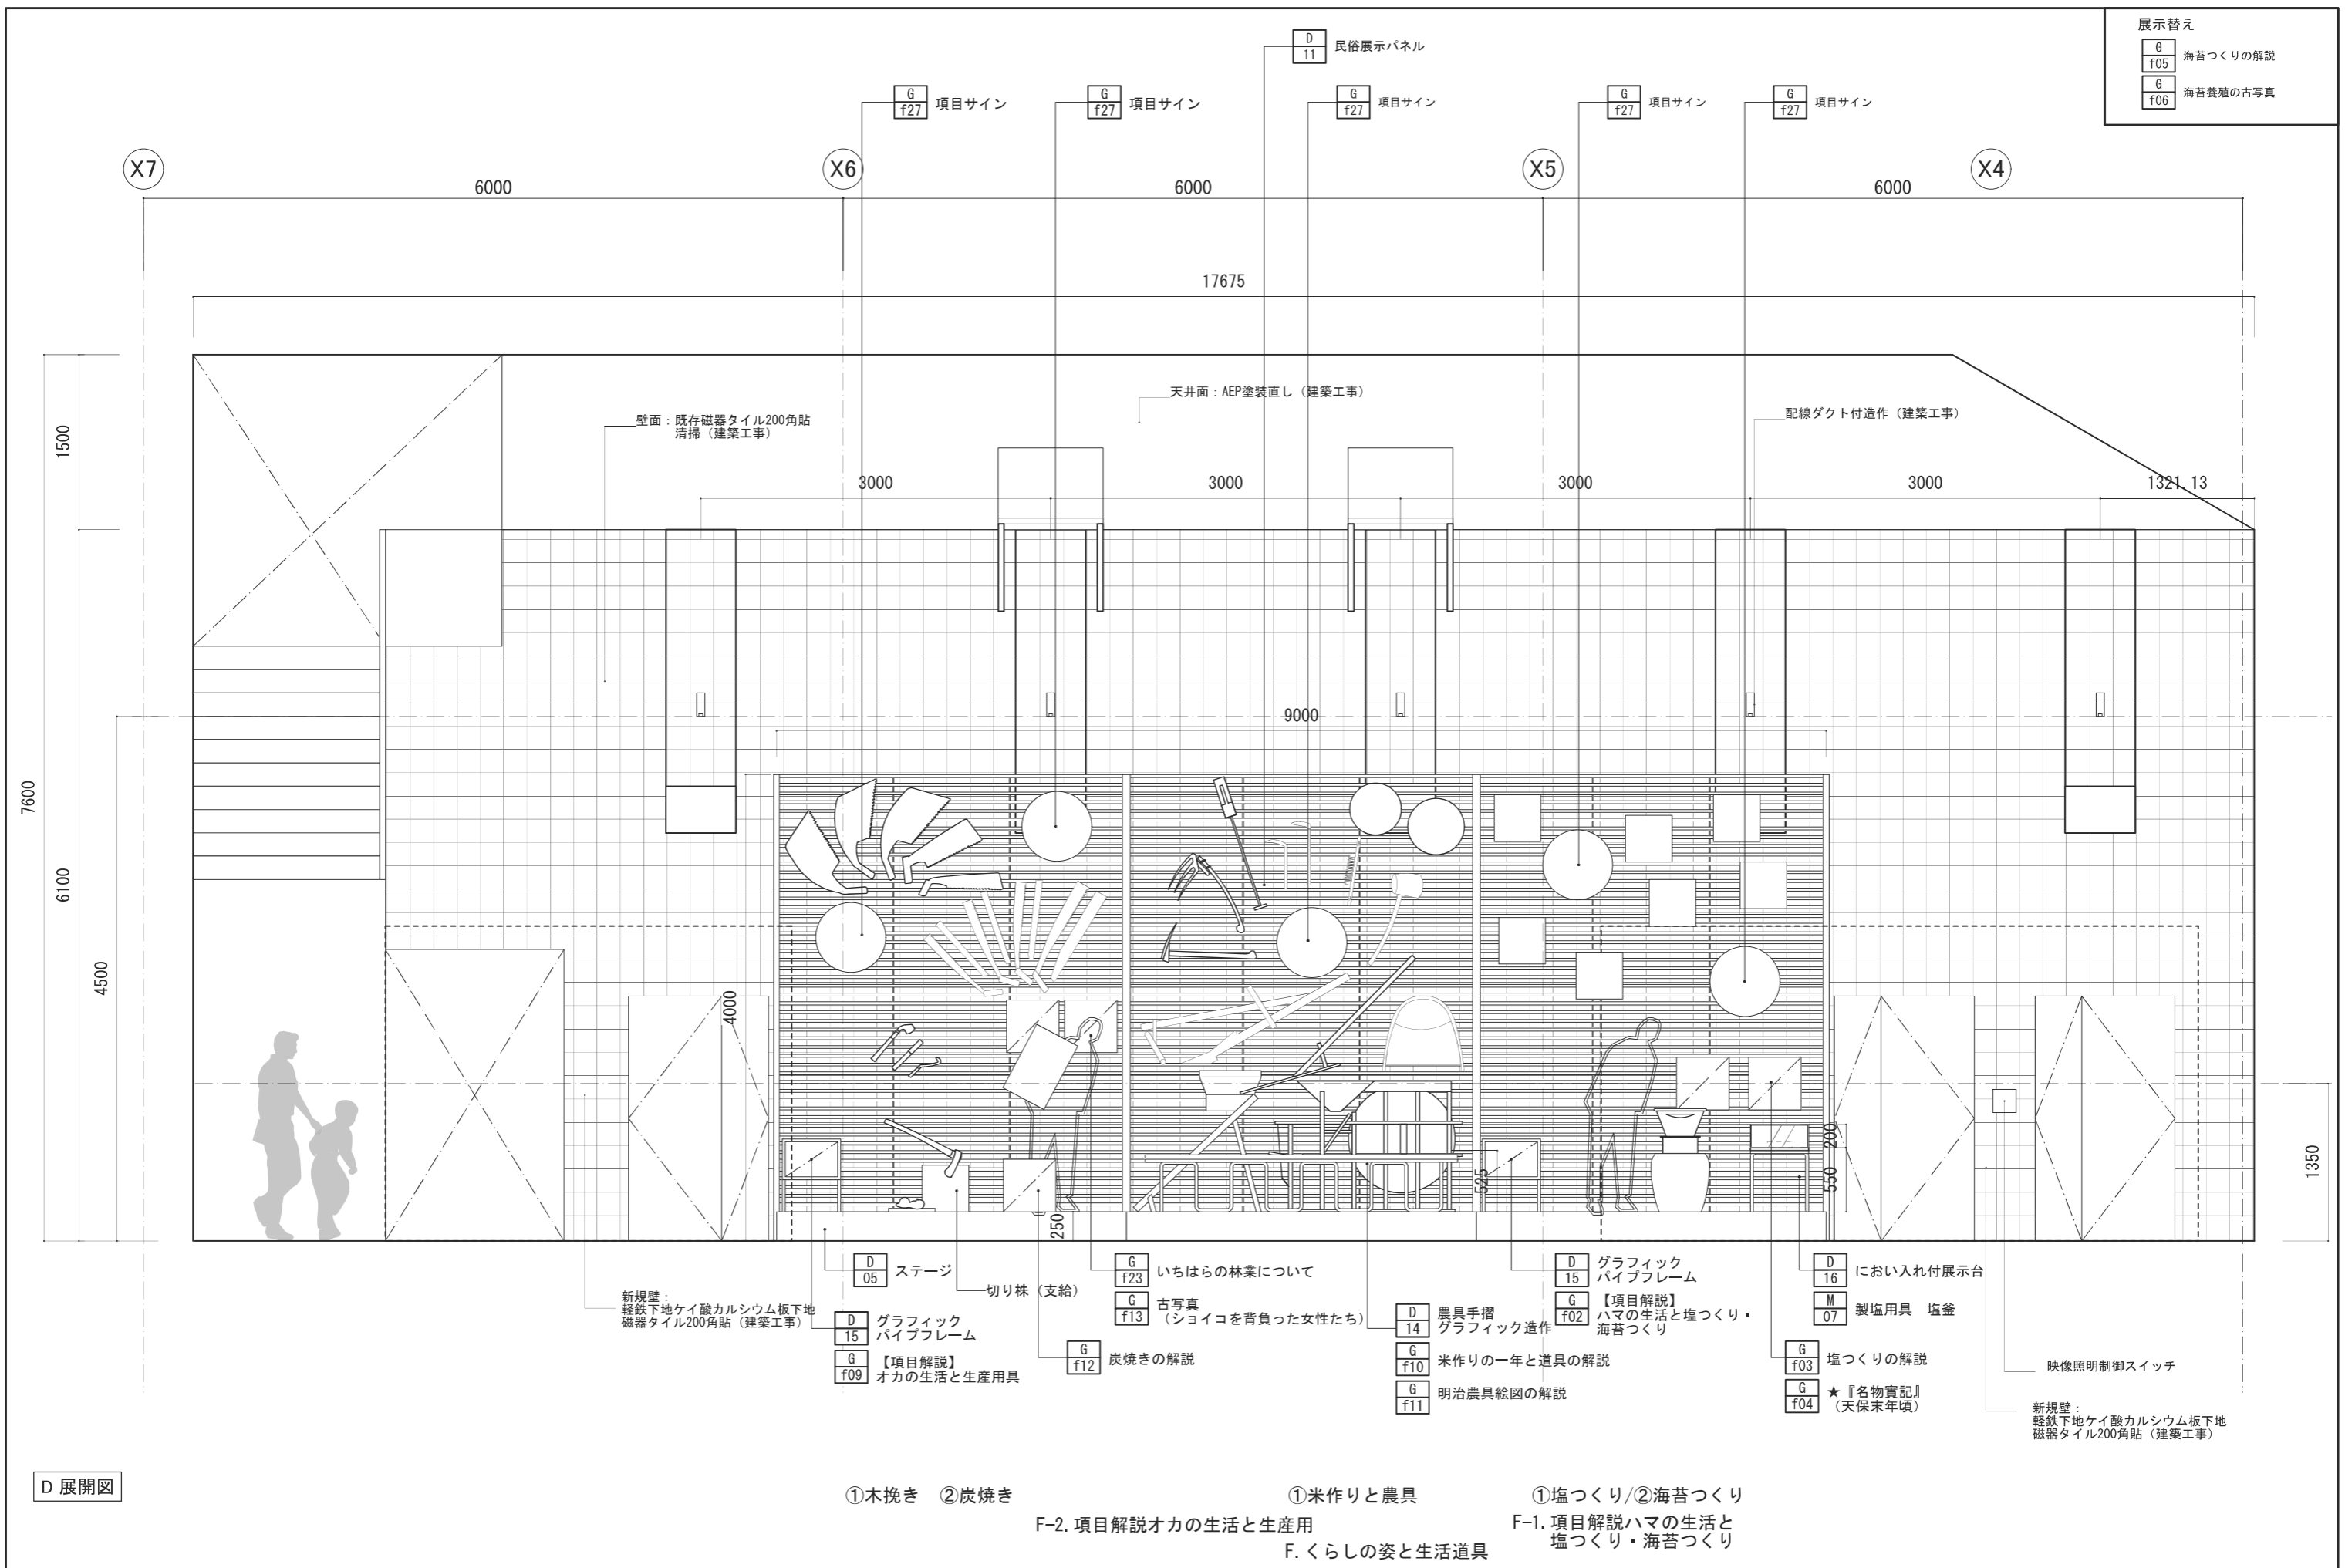 展示替え
G
f05
海苔つくりの解説
G
f06
海苔養殖の古写真
D
11
民俗展示パネル
G
f27
項目サイン
G
f27
項目サイン
G
f27
項目サイン
G
f27
項目サイン
G
f27
項目サイン
X7
X6
X5
X4
6000
6000
6000
17675
天井面：AEP塗装直し（建築工事）
壁面：既存磁器タイル200角貼
清掃（建築工事）
配線ダクト付造作（建築工事）
1500
3000
3000
3000
3000
1321.13
9000
7600
6100
4500
4000
250
525
200
550
1350
D
05
ステージ
切り株（支給）
G
f23
いちはらの林業について
G
f13
古写真
（ショイコを背負った女性たち）
D
15
グラフィック
パイプフレーム
G
f02
【項目解説】
ハマの生活と塩つくり・
海苔つくり
D
16
におい入れ付展示台
M
07
製塩用具　塩釜
新規壁：
軽鉄下地ケイ酸カルシウム板下地
磁器タイル200角貼（建築工事）
D
15
グラフィック
パイプフレーム
G
f09
【項目解説】
オカの生活と生産用具
G
f12
炭焼きの解説
D
14
農具手摺
グラフィック造作
G
f10
米作りの一年と道具の解説
G
f11
明治農具絵図の解説
G
f03
塩つくりの解説
G
f04
★『名物實記』
（天保末年頃）
映像照明制御スイッチ
新規壁：
軽鉄下地ケイ酸カルシウム板下地
磁器タイル200角貼（建築工事）
D 展開図
①木挽き　②炭焼き
①米作りと農具
①塩つくり/②海苔つくり
F-2. 項目解説オカの生活と生産用
F-1. 項目解説ハマの生活と
塩つくり・海苔つくり
F. くらしの姿と生活道具